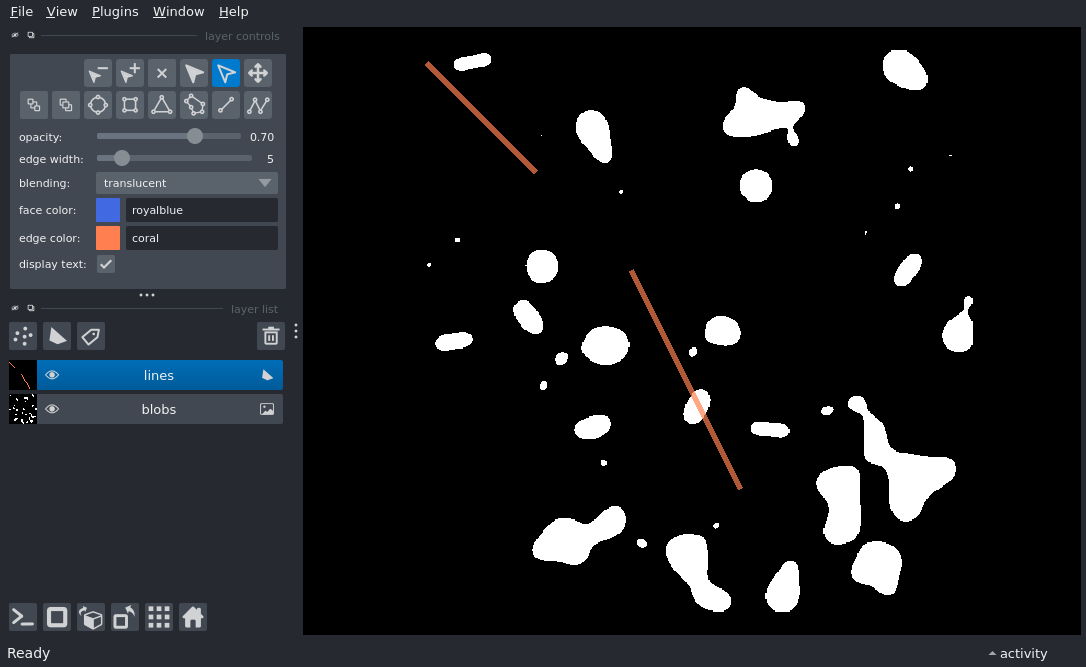 File View Plugins Window Help
layer controls
opacity: 0.70
edge width: 5
blending: translucent
face color: royalblue
edge color: coral
display text:
layer list
lines
blobs
Ready activity